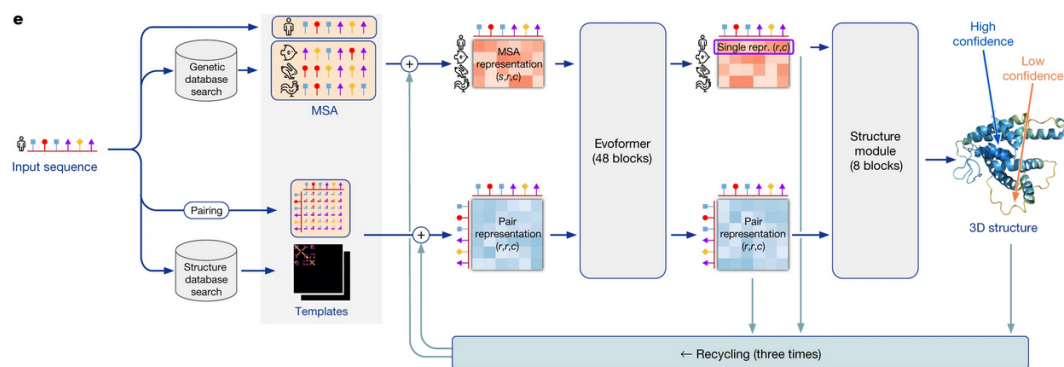 e
Input sequence
Genetic
database
search
Pairing
Structure
database
search
MSA
Templates
MSA
representation
(s,r,c)
Pair
representation
(r,r,c)
Evoformer
(48 blocks)
Single repr. (r,c)
Pair
representation
(r,r,c)
Structure
module
(8 blocks)
High
confidence
Low
confidence
3D structure
← Recycling (three times)